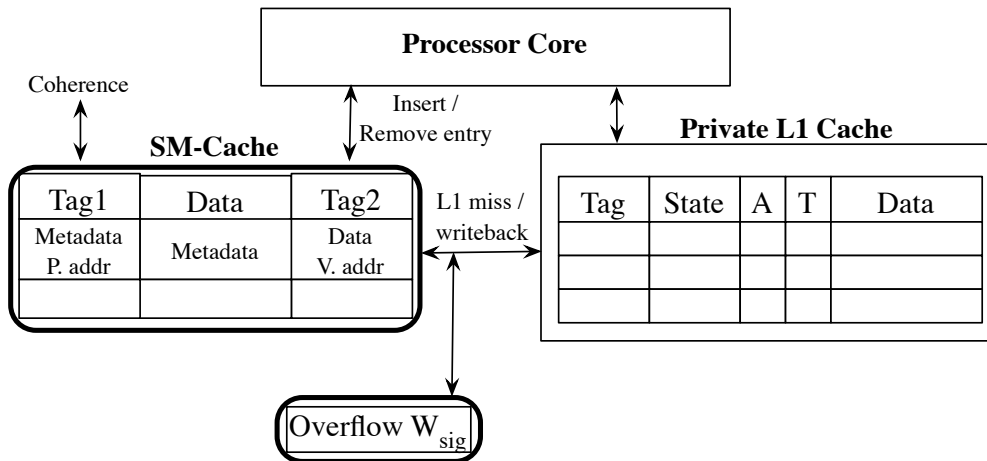 Processor Core
Coherence
Insert /
Remove entry
SM-Cache
Private L1 Cache
Tag1 Data Tag2
Metadata
P. addr
Metadata
Data
V. addr
L1 miss /
writeback
Tag State A T Data
Overflow W_sig